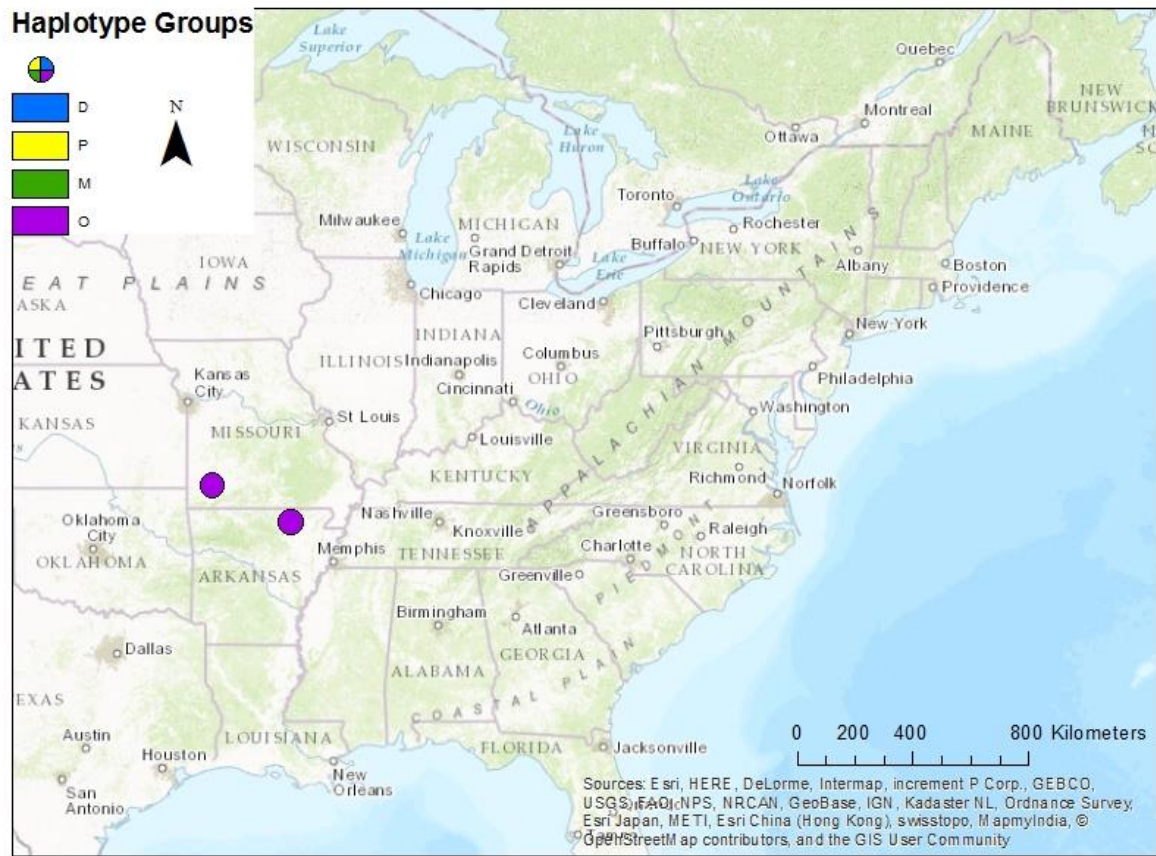 Haplotype Groups
D
P
M
O
N
Lake
Superior
Quebec
NEW
BRUNSWICK
Montreal
MAINE
Ottawa
WISCONSIN
Lake
Huron
Toronto
Lake
Ontario
Rochester
Milwaukee
MICHIGAN
Lake
Michigan
Grand
Rapids
Detroit
Buffalo
NEW YORK
Albany
Boston
Providence
IOWA
EAT PLAINS
ASKA
Chicago
Lake
Erie
Cleveland
New York
ITED
ATES
INDIANA
ILLINOIS
Indianapolis
Columbus
OHIO
Pittsburgh
APPALACHIAN MOUNTAINS
Philadelphia
Kansas
City
Cincinnati
Ohio
Washington
KANSAS
MISSOURI
St Louis
Louisville
VIRGINIA
Richmond
Norfolk
KENTUCKY
Oklahoma
City
OKLAHOMA
Nashville
Knoxville
Greensboro
Raleigh
Memphis
TENNESSEE
Charlotte
NORTH
CAROLINA
ARKANSAS
Greenville
PIEDMONT
Birmingham
Atlanta
Dallas
ALABAMA
GEORGIA
COASTAL PLAIN
EXAS
Austin
Houston
LOUISIANA
FLORIDA
Jacksonville
San
Antonio
New
Orleans
0 200 400 800 Kilometers
Sources: Esri, HERE, DeLorme, Intermap, increment P Corp., GEBCO,
USGS, FAO, NPS, NRCAN, GeoBase, IGN, Kadaster NL, Ordnance Survey,
Esri Japan, METI, Esri China (Hong Kong), swisstopo, MapmyIndia, ©
OpenStreetMap contributors, and the GIS User Community